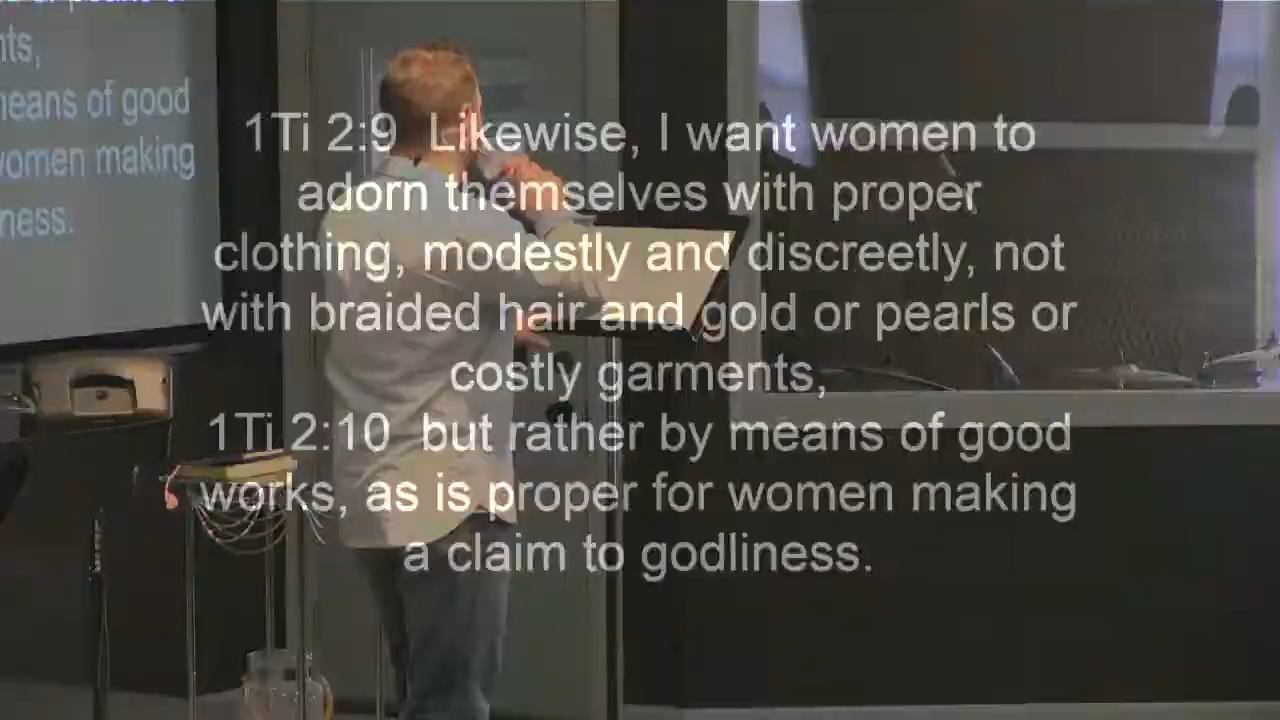 nts,
means of good
women making
ness.
1Ti 2:9 Likewise, I want women to
adorn themselves with proper
clothing, modestly and discreetly, not
with braided hair and gold or pearls or
costly garments,
1Ti 2:10 but rather by means of good
works, as is proper for women making
a claim to godliness.